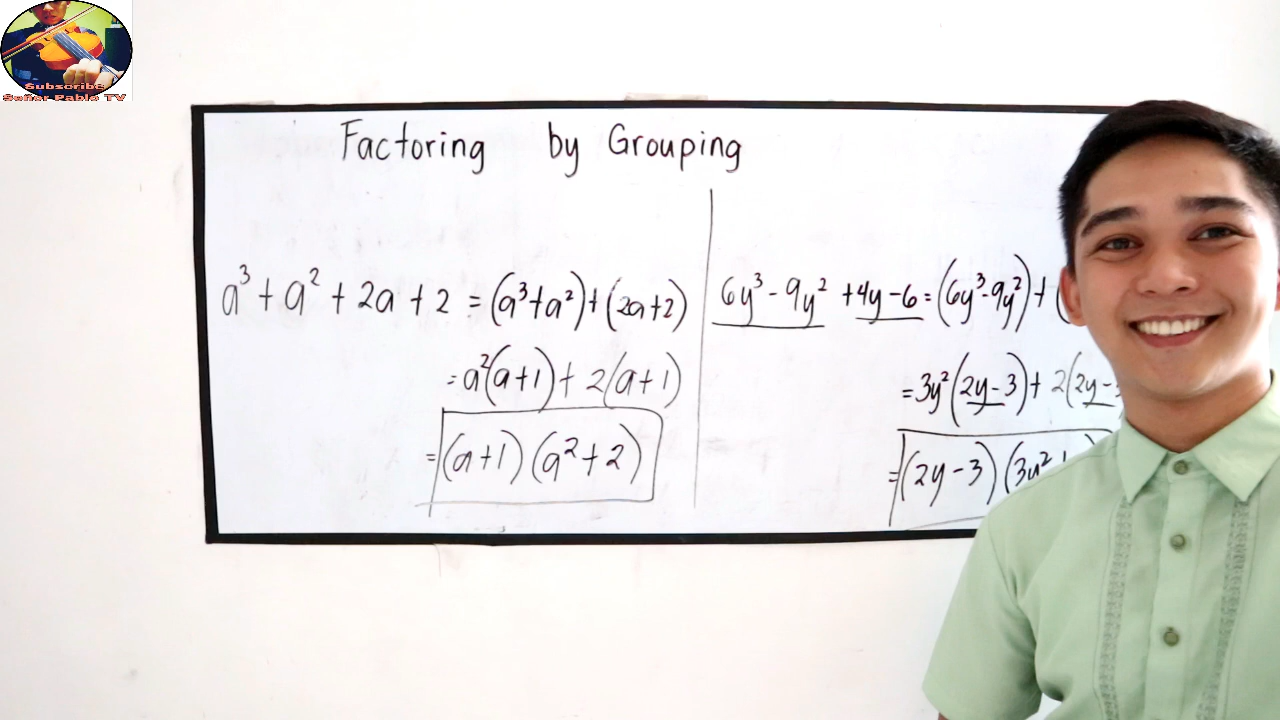 Subscribe
Señor Pablo TV
Factoring by Grouping
a³ + a² + 2a + 2 = (a³+a²)+(2a+2)
= a²(a+1) + 2(a+1)
= (a+1)(a²+2)
6y³ - 9y² + 4y - 6 = (6y³-9y²) + (
= 3y²(2y-3) + 2(2y-
= (2y-3)(3y²